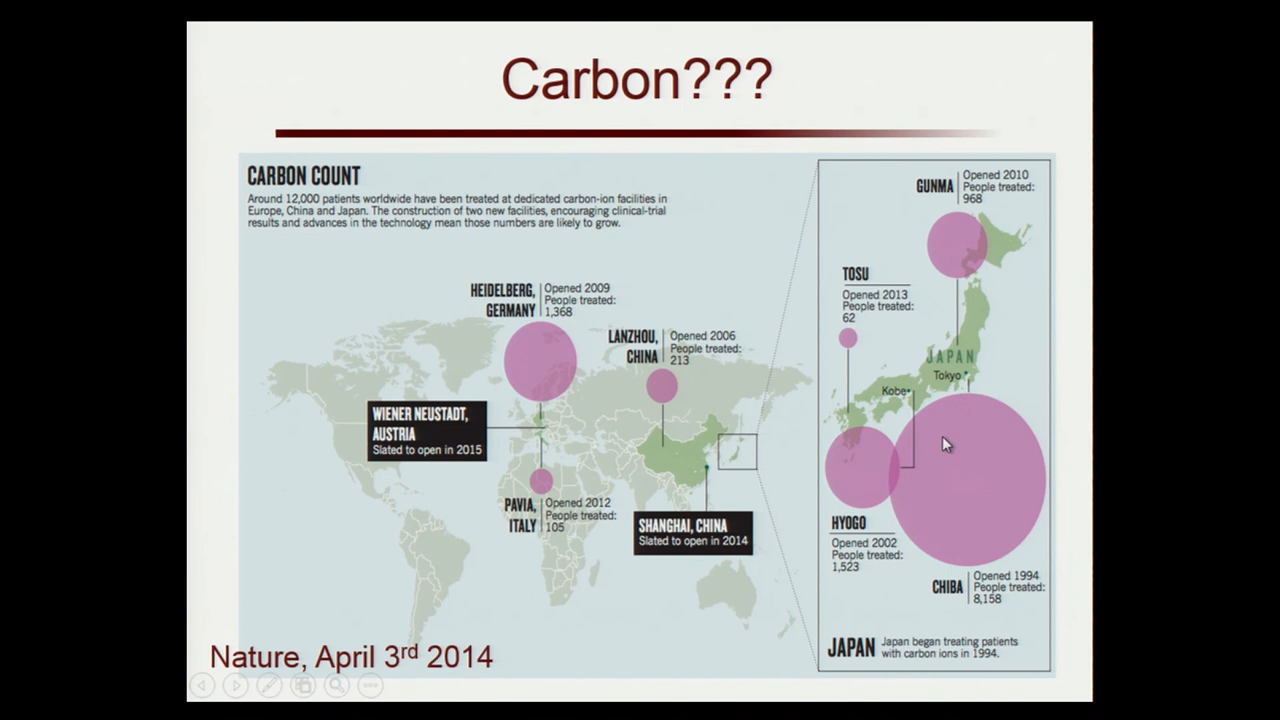 Carbon???
CARBON COUNT
Around 12,000 patients worldwide have been treated at dedicated carbon-ion facilities in
Europe, China and Japan. The construction of two new facilities, encouraging clinical-trial
results and advances in the technology mean those numbers are likely to grow.
HEIDELBERG,
GERMANY
Opened 2009
People treated:
1,368
LANZHOU,
CHINA
Opened 2006
People treated:
213
WIENER NEUSTADT,
AUSTRIA
Slated to open in 2015
PAVIA,
ITALY
Opened 2012
People treated:
105
SHANGHAI, CHINA
Slated to open in 2014
GUNMA
Opened 2010
People treated:
968
TOSU
Opened 2013
People treated:
62
JAPAN
Tokyo
Kobe
HYOGO
Opened 2002
People treated:
1,523
CHIBA
Opened 1994
People treated:
8,158
JAPAN
Japan began treating patients
with carbon ions in 1994.
Nature, April 3rd 2014